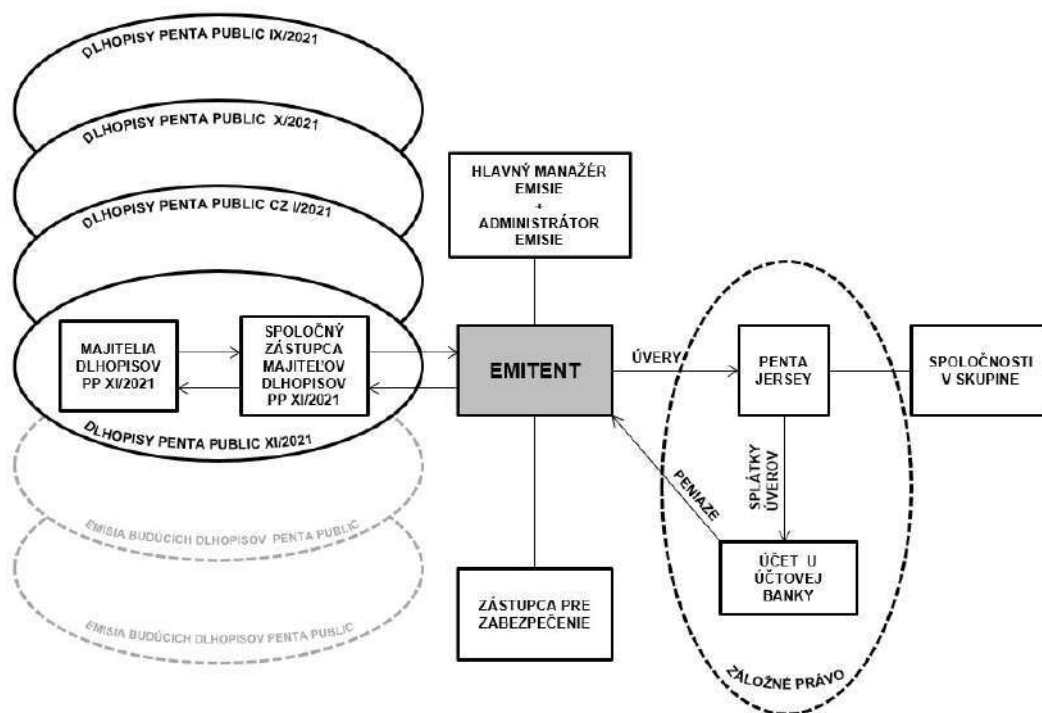 DLHOPISY PENTA PUBLIC IX/2021
DLHOPISY PENTA PUBLIC X/2021
DLHOPISY PENTA PUBLIC CZ I/2021
HLAVNÝ MANAŽÉR
EMISIE
+
ADMINISTRÁTOR
EMISIE
MAJITELIA
DLHOPISOV
PP XI/2021
SPOLOČNÝ
ZÁSTUPCA
MAJITEĽOV
DLHOPISOV
PP XI/2021
EMITENT
ÚVERY
PENTA
JERSEY
SPOLOČNOSTI
V SKUPINE
DLHOPISY PENTA PUBLIC XI/2021
PENIAZE
SPLÁTKY
ÚVEROV
EMISIA BUDÚCICH DLHOPISOV PENTA PUBLIC
ÚČET U
ÚČTOVEJ
BANKY
ZÁSTUPCA PRE
ZABEZPEČENIE
EMISIA BUDÚCICH DLHOPISOV PENTA PUBLIC
ZÁLOŽNÉ PRÁVO